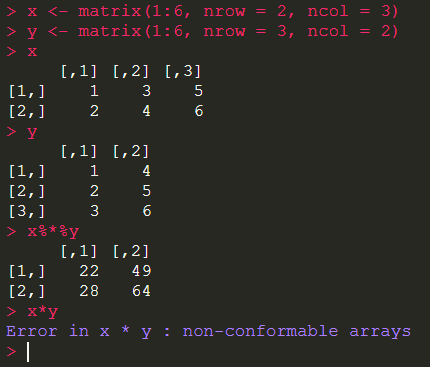 > x <- matrix(1:6, nrow = 2, ncol = 3)
> y <- matrix(1:6, nrow = 3, ncol = 2)
> x
     [,1] [,2] [,3]
[1,]    1    3    5
[2,]    2    4    6
> y
     [,1] [,2]
[1,]    1    4
[2,]    2    5
[3,]    3    6
> x%*%y
     [,1] [,2]
[1,]   22   49
[2,]   28   64
> x*y
Error in x * y : non-conformable arrays
>